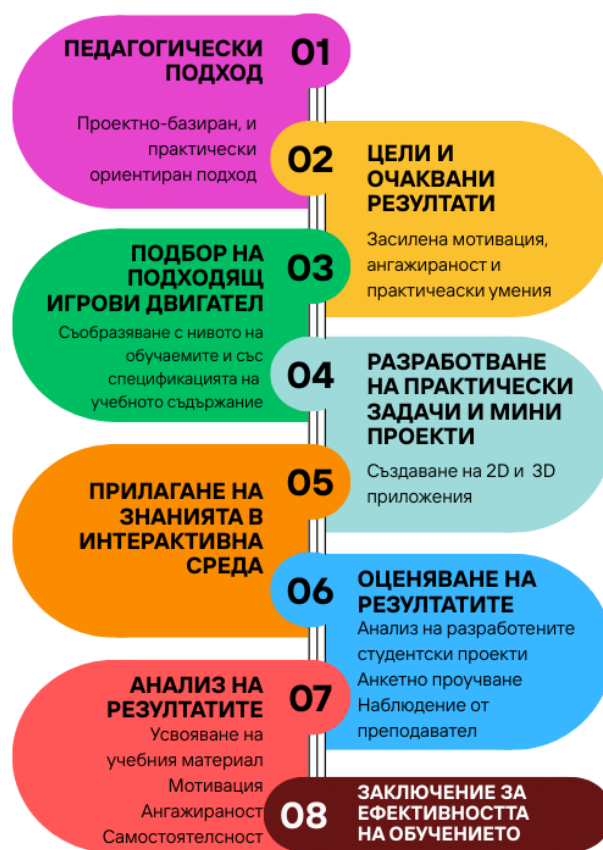 01
ПЕДАГОГИЧЕСКИ
ПОДХОД
Проектно-базиран, и
практически
ориентиран подход
02
ЦЕЛИ И
ОЧАКВАНИ
РЕЗУЛТАТИ
Засилена мотивация,
ангажираност и
практичеаски умения
03
ПОДБОР НА
ПОДХОДЯЩ
ИГРОВИ ДВИГАТЕЛ
Съобразяване с нивото на
обучаемите и със
спецификацията на
учебното съдържание
04
РАЗРАБОТВАНЕ
НА ПРАКТИЧЕСКИ
ЗАДАЧИ И МИНИ
ПРОЕКТИ
Създаване на 2D и 3D
приложения
05
ПРИЛАГАНЕ НА
ЗНАНИЯТА В
ИНТЕРАКТИВНА
СРЕДА
06
ОЦЕНЯВАНЕ НА
РЕЗУЛТАТИТЕ
Анализ на разработените
студентски проекти
Анкетно проучване
Наблюдение от
преподавател
07
АНАЛИЗ НА
РЕЗУЛТАТИТЕ
Усвояване на
учебния материал
Мотивация
Ангажираност
Самостоятелсност
08
ЗАКЛЮЧЕНИЕ ЗА
ЕФЕКТИВНОСТТА
НА ОБУЧЕНИЕТО